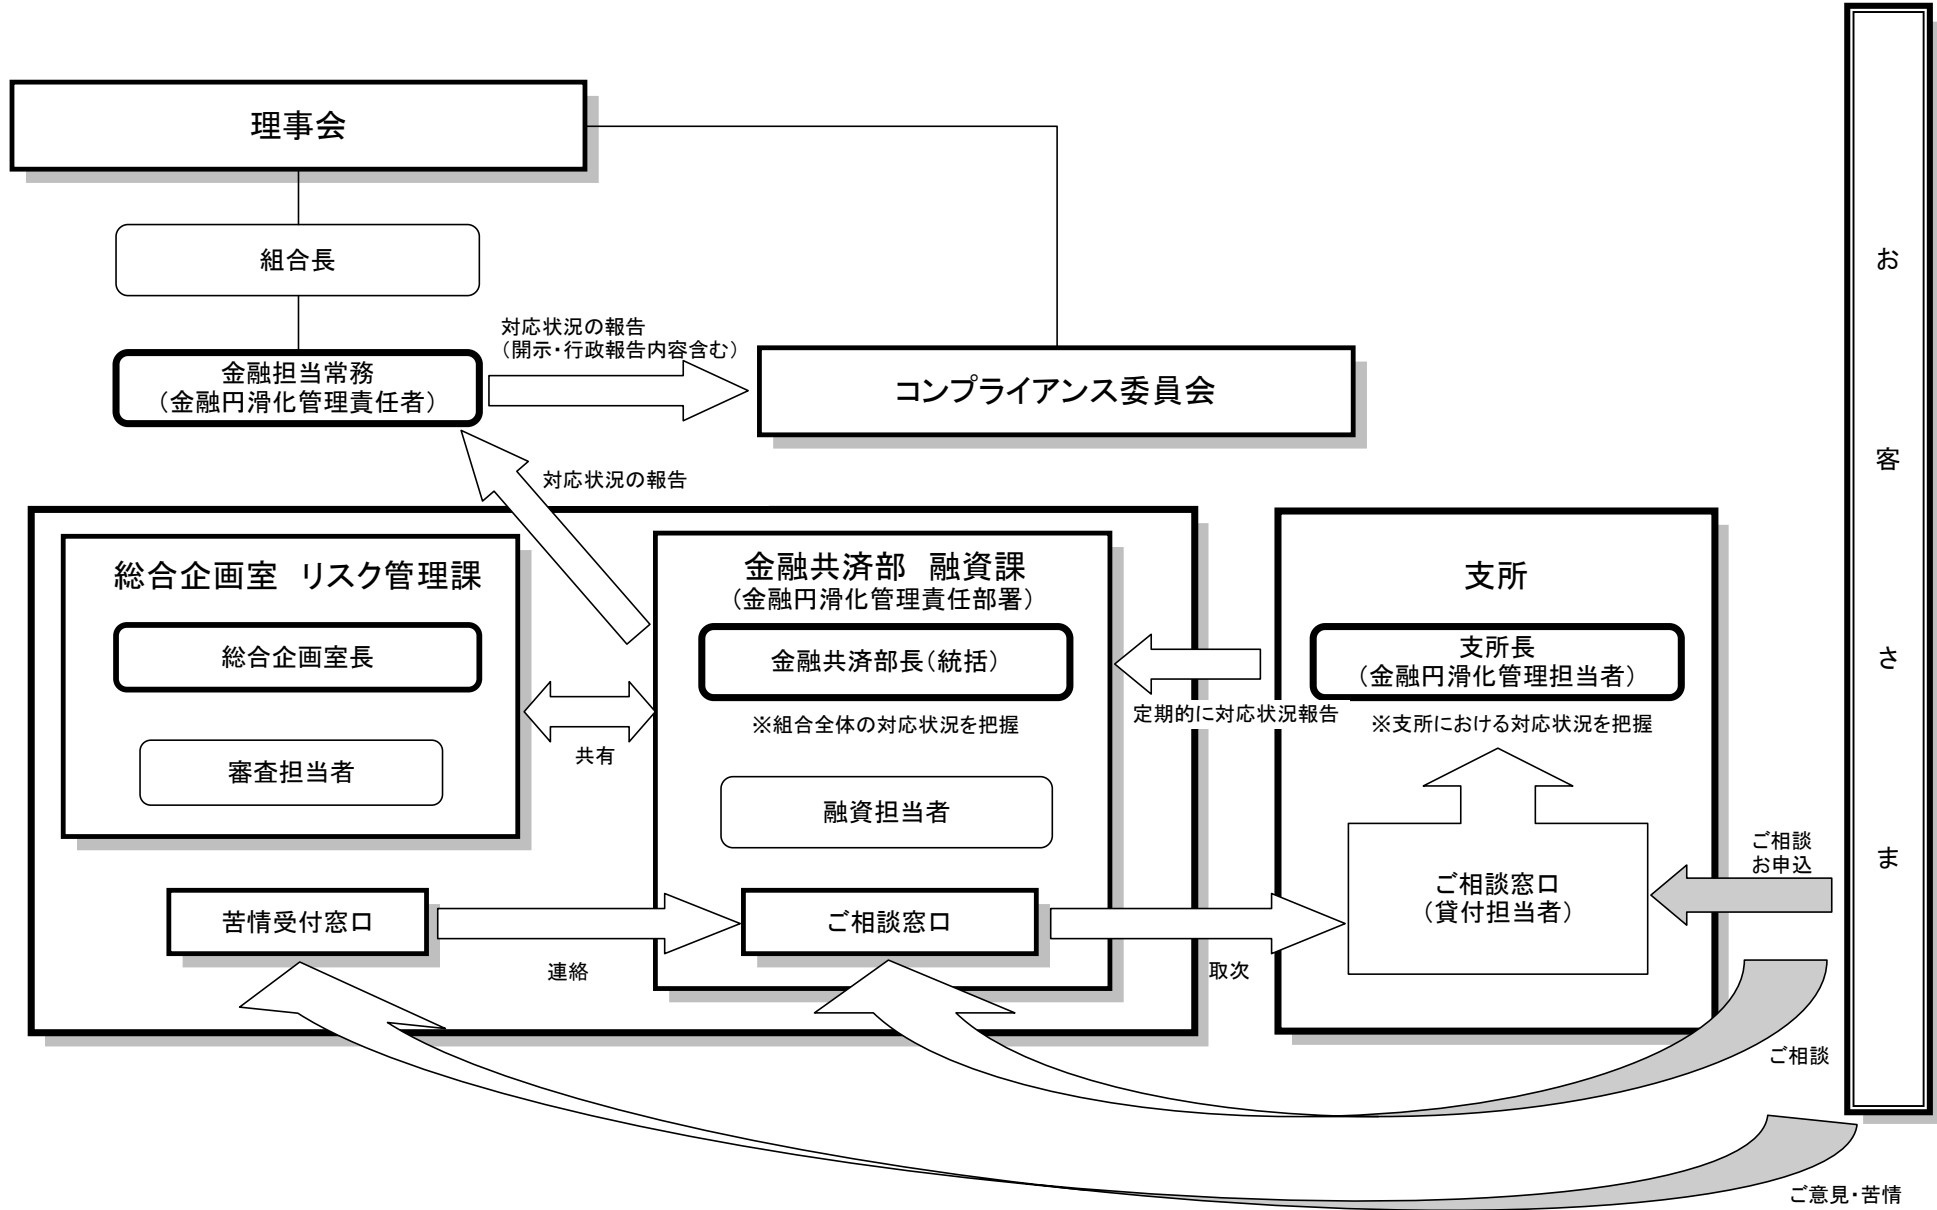 理事会
組合長
金融担当常務
（金融円滑化管理責任者）
対応状況の報告
（開示・行政報告内容含む）
コンプライアンス委員会
対応状況の報告
総合企画室　リスク管理課
総合企画室長
審査担当者
共有
金融共済部　融資課
（金融円滑化管理責任部署）
金融共済部長（統括）
※組合全体の対応状況を把握
融資担当者
定期的に対応状況報告
支所
支所長
（金融円滑化管理担当者）
※支所における対応状況を把握
ご相談窓口
（貸付担当者）
ご相談
お申込
苦情受付窓口
連絡
ご相談窓口
取次
ご相談
ご意見・苦情
お客さま